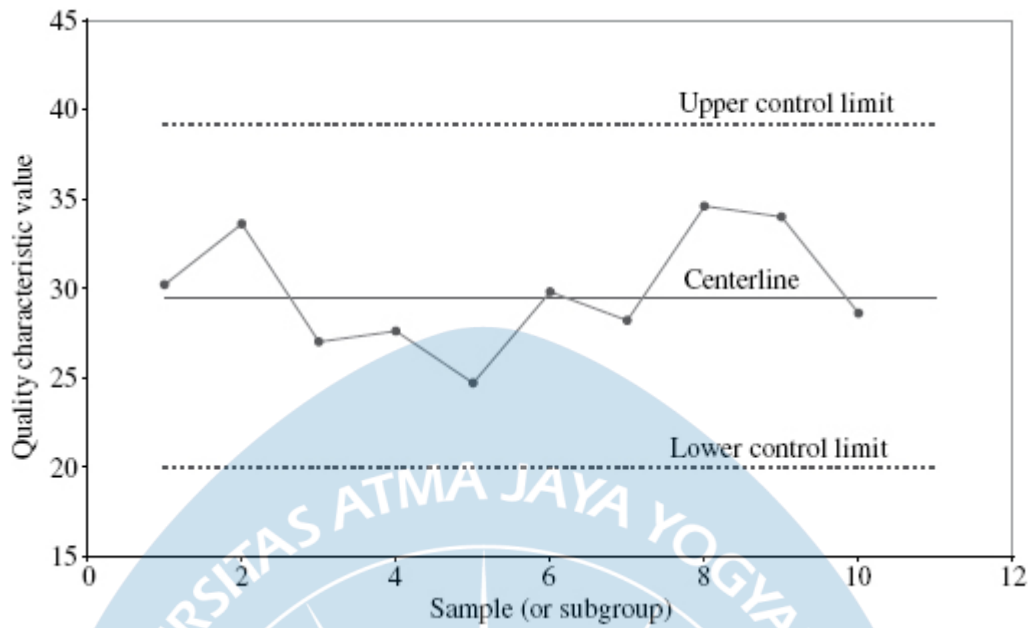 45
40
35
30
25
20
15
0
2
4
6
8
10
12
Quality characteristic value
Sample (or subgroup)
Upper control limit
Centerline
Lower control limit
RSITAS ATMA JAYA YOGYA